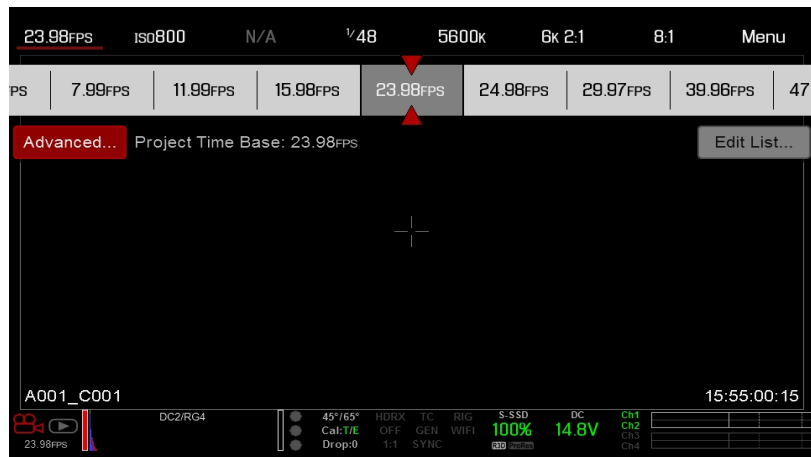 23.98FPS ISO800 N/A 1/48 5600K 6K 2:1 8:1 Menu
PS 7.99FPS 11.99FPS 15.98FPS 23.98FPS 24.98FPS 29.97FPS 39.96FPS 47
Advanced... Project Time Base: 23.98FPS Edit List...
A001_C001 15:55:00:15
DC2/RG4 45°/65° HDRX TC RIG S-SSD DC Ch1
Cal:T/E OFF GEN WIFI 100% 14.8V Ch2
Ch3
23.98FPS Drop:0 1:1 SYNC R3D ProRes Ch4